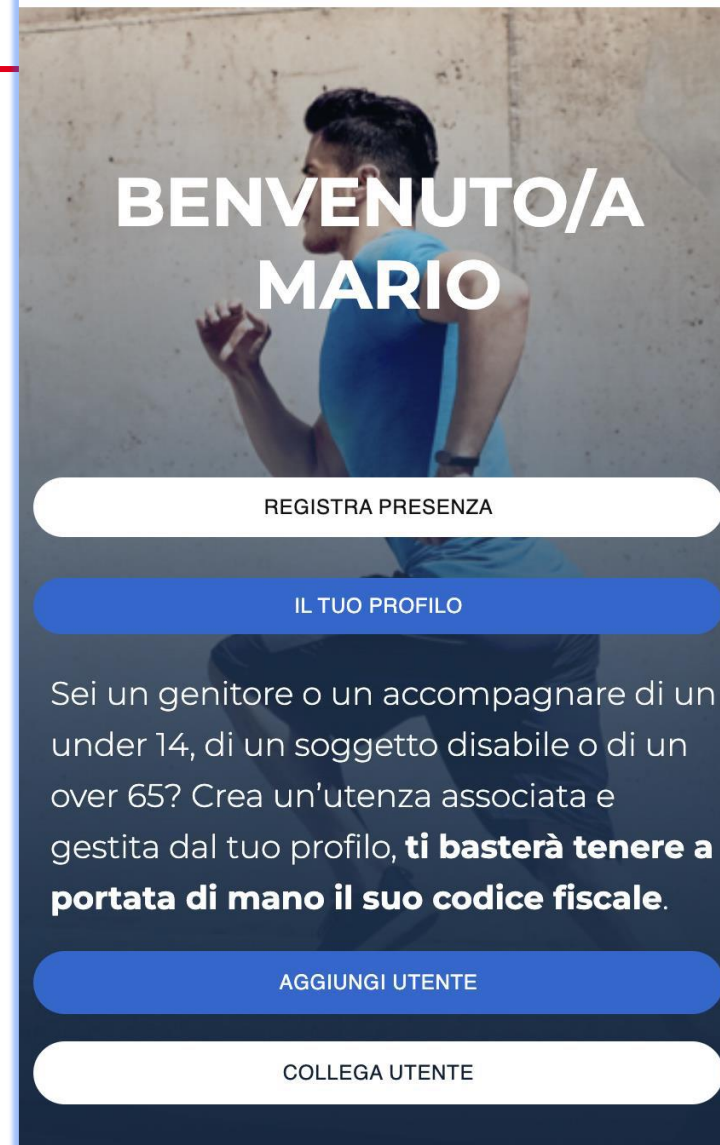 BENVENUTO/A
MARIO
REGISTRA PRESENZA
IL TUO PROFILO
Sei un genitore o un accompagnare di un
under 14, di un soggetto disabile o di un
over 65? Crea un'utenza associata e
gestita dal tuo profilo, ti basterà tenere a
portata di mano il suo codice fiscale.
AGGIUNGI UTENTE
COLLEGA UTENTE